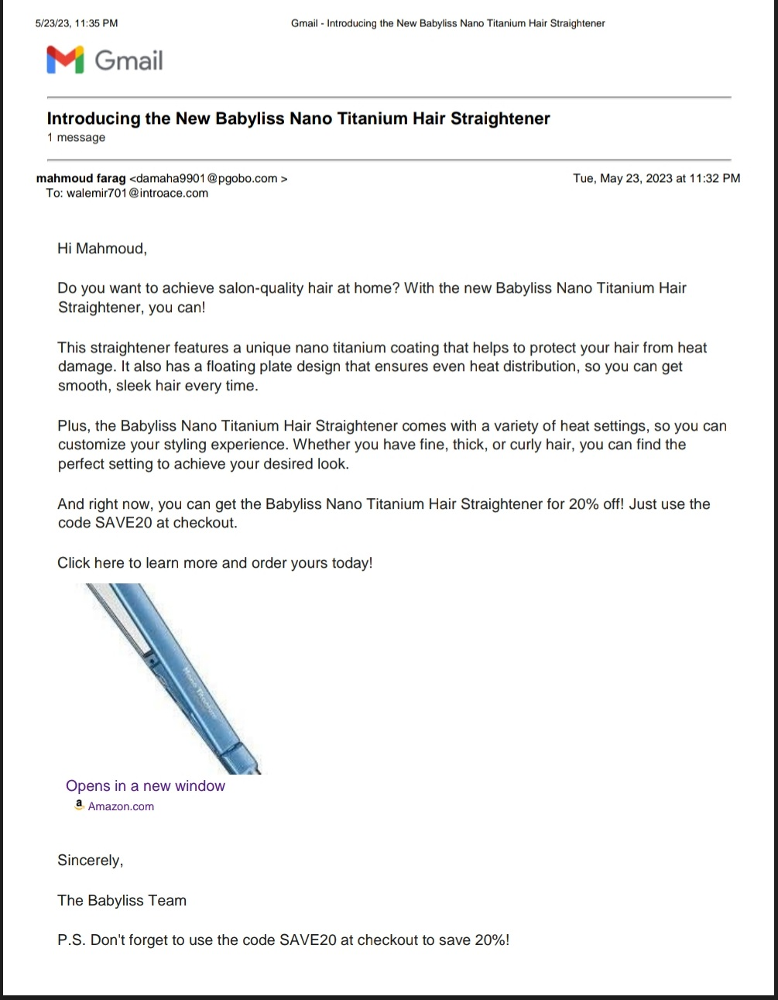 5/23/23, 11:35 PM Gmail - Introducing the New Babyliss Nano Titanium Hair Straightener
Gmail
Introducing the New Babyliss Nano Titanium Hair Straightener
1 message
mahmoud farag <damaha9901@pgobo.com > Tue, May 23, 2023 at 11:32 PM
To: walemir701@introace.com
Hi Mahmoud,
Do you want to achieve salon-quality hair at home? With the new Babyliss Nano Titanium Hair
Straightener, you can!
This straightener features a unique nano titanium coating that helps to protect your hair from heat
damage. It also has a floating plate design that ensures even heat distribution, so you can get
smooth, sleek hair every time.
Plus, the Babyliss Nano Titanium Hair Straightener comes with a variety of heat settings, so you can
customize your styling experience. Whether you have fine, thick, or curly hair, you can find the
perfect setting to achieve your desired look.
And right now, you can get the Babyliss Nano Titanium Hair Straightener for 20% off! Just use the
code SAVE20 at checkout.
Click here to learn more and order yours today!
Nano Titanium
Opens in a new window
a Amazon.com
Sincerely,
The Babyliss Team
P.S. Don't forget to use the code SAVE20 at checkout to save 20%!